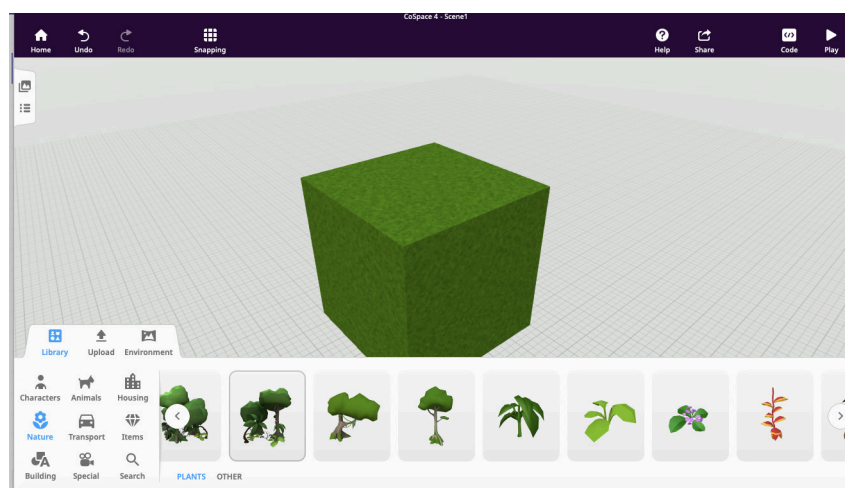 CoSpace 4 - Scene1
Home Undo Redo Snapping Help Share Code Play
Library Upload Environment
Characters Animals Housing
Nature Transport Items
Building Special Search
PLANTS OTHER